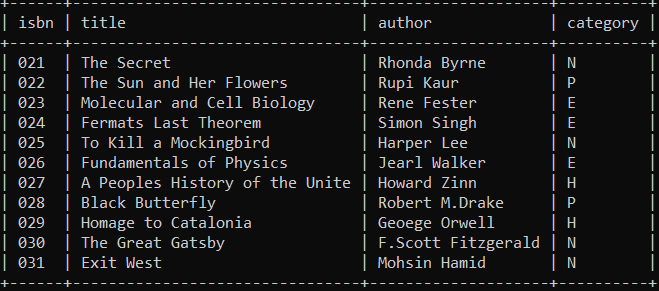 isbn title author category
021 The Secret Rhonda Byrne N
022 The Sun and Her Flowers Rupi Kaur P
023 Molecular and Cell Biology Rene Fester E
024 Fermats Last Theorem Simon Singh E
025 To Kill a Mockingbird Harper Lee N
026 Fundamentals of Physics Jearl Walker E
027 A Peoples History of the Unite Howard Zinn H
028 Black Butterfly Robert M.Drake P
029 Homage to Catalonia Geoege Orwell H
030 The Great Gatsby F.Scott Fitzgerald N
031 Exit West Mohsin Hamid N